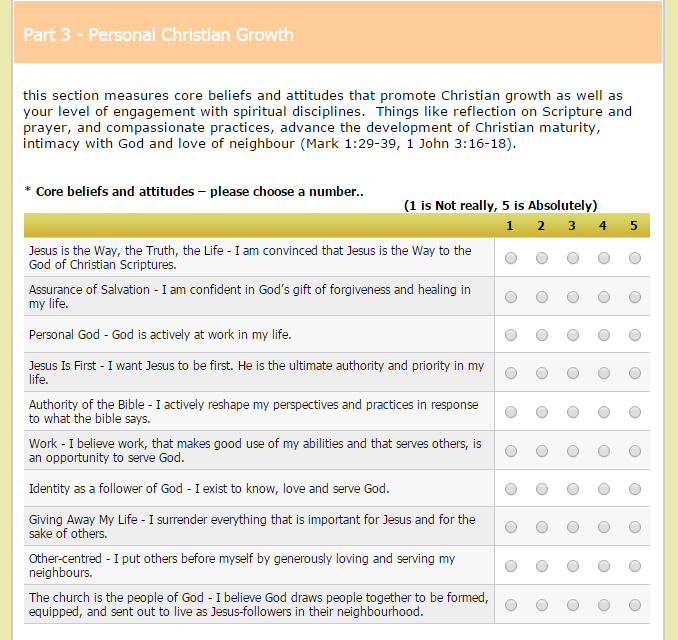 Part 3 - Personal Christian Growth
this section measures core beliefs and attitudes that promote Christian growth as well as
your level of engagement with spiritual disciplines.  Things like reflection on Scripture and
prayer, and compassionate practices, advance the development of Christian maturity,
intimacy with God and love of neighbour (Mark 1:29-39, 1 John 3:16-18).
* Core beliefs and attitudes – please choose a number..
(1 is Not really, 5 is Absolutely)
1 2 3 4 5
Jesus is the Way, the Truth, the Life - I am convinced that Jesus is the Way to the
God of Christian Scriptures.
Assurance of Salvation - I am confident in God's gift of forgiveness and healing in
my life.
Personal God - God is actively at work in my life.
Jesus Is First - I want Jesus to be first. He is the ultimate authority and priority in my
life.
Authority of the Bible - I actively reshape my perspectives and practices in response
to what the bible says.
Work - I believe work, that makes good use of my abilities and that serves others, is
an opportunity to serve God.
Identity as a follower of God - I exist to know, love and serve God.
Giving Away My Life - I surrender everything that is important for Jesus and for the
sake of others.
Other-centred - I put others before myself by generously loving and serving my
neighbours.
The church is the people of God - I believe God draws people together to be formed,
equipped, and sent out to live as Jesus-followers in their neighbourhood.